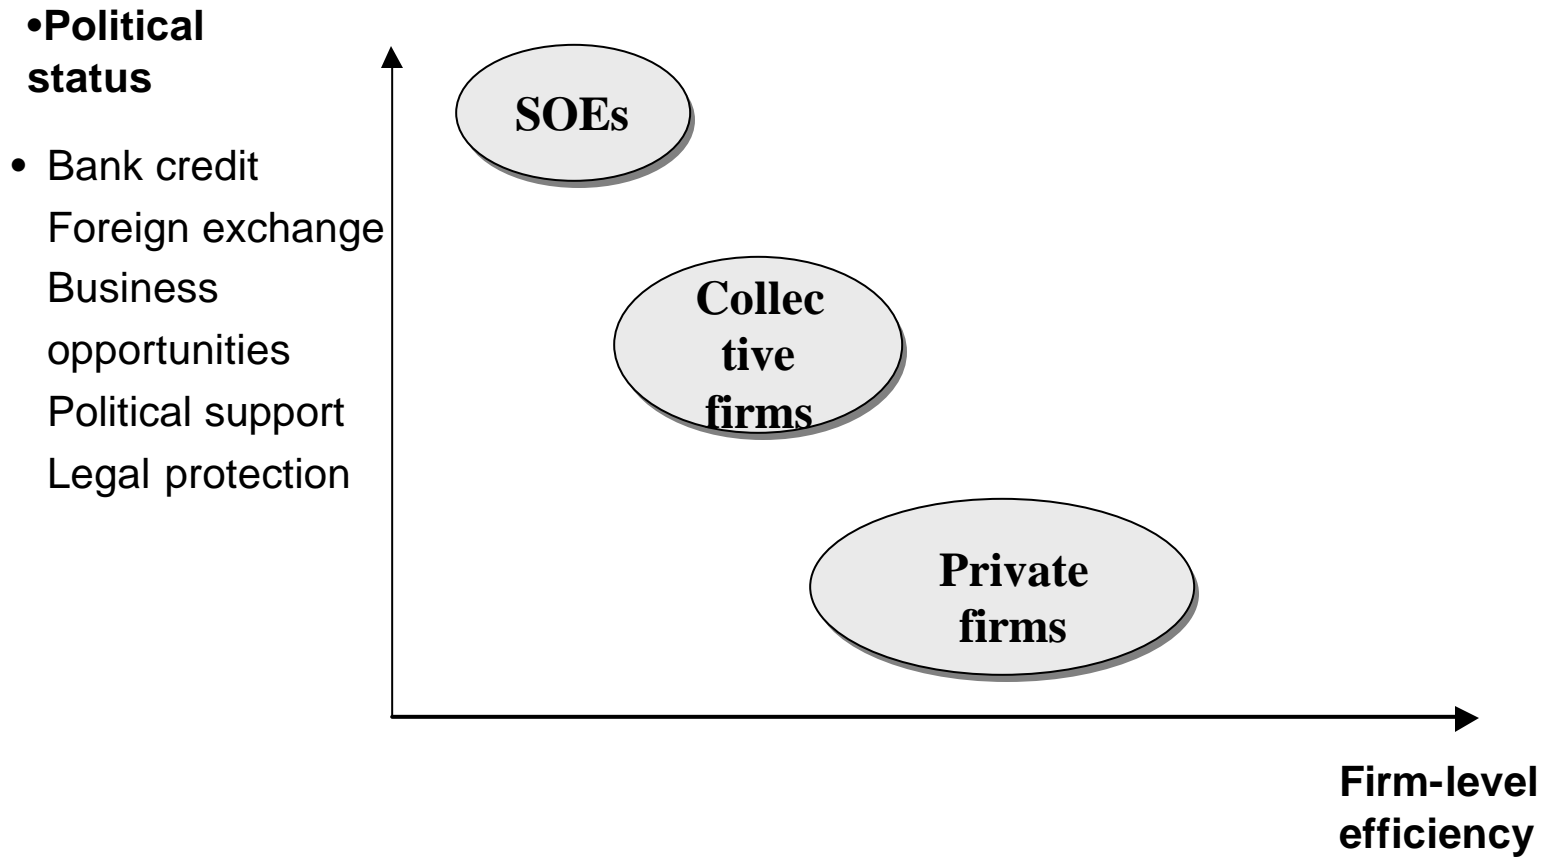 •Political
status
• Bank credit
Foreign exchange
Business
opportunities
Political support
Legal protection
SOEs
Collec
tive
firms
Private
firms
Firm-level
efficiency